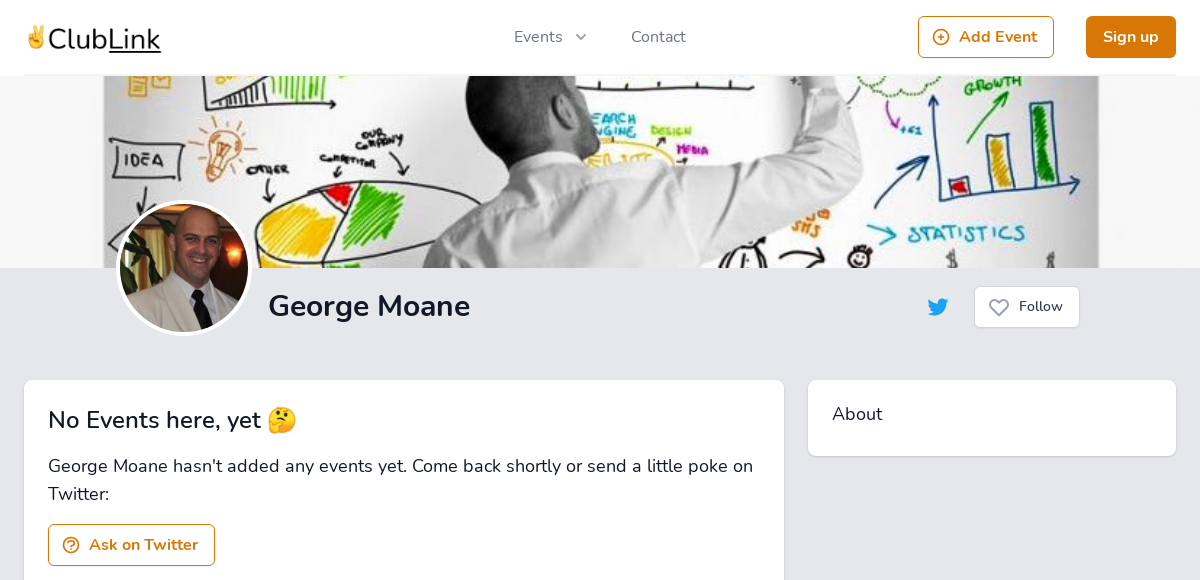 ✌️ClubLink
Events
Contact
Add Event
Sign up
IDEA
OTHER
COMPETITOR
OUR
COMPANY
DESIGN
MEDIA
GROWTH
STATISTICS
George Moane
Follow
No Events here, yet 🤔
George Moane hasn't added any events yet. Come back shortly or send a little poke on
Twitter:
Ask on Twitter
About